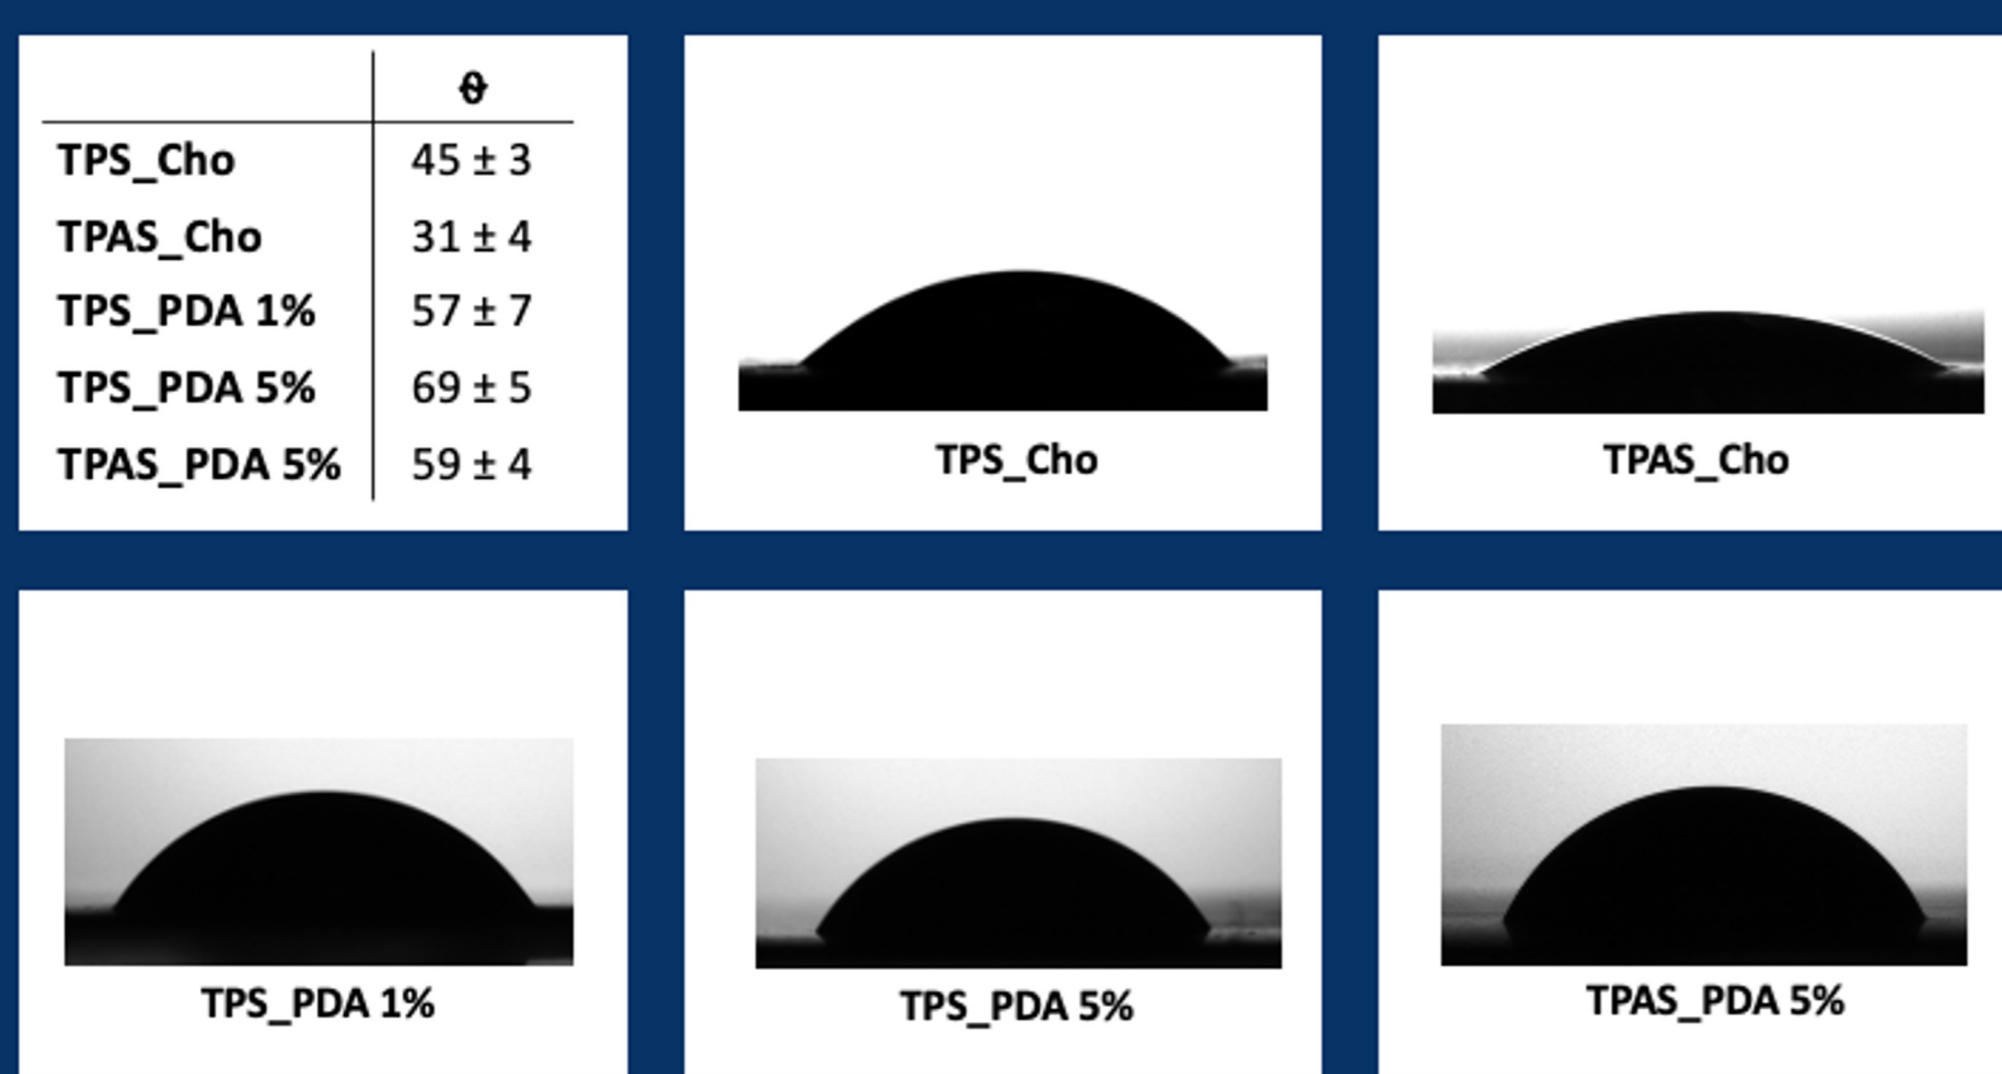 ϑ
TPS_Cho 45 ± 3
TPAS_Cho 31 ± 4
TPS_PDA 1% 57 ± 7
TPS_PDA 5% 69 ± 5
TPAS_PDA 5% 59 ± 4
TPS_Cho
TPAS_Cho
TPS_PDA 1%
TPS_PDA 5%
TPAS_PDA 5%